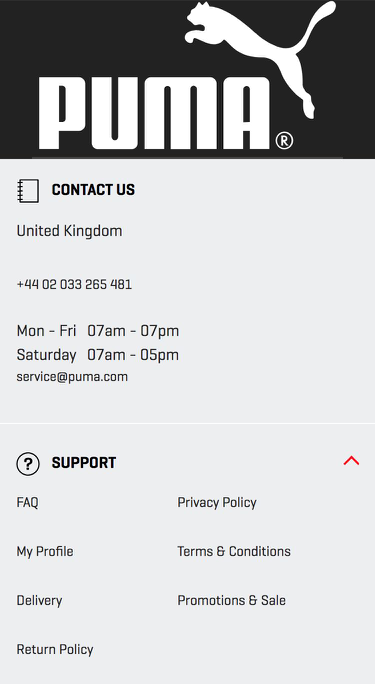 PUMA®
CONTACT US
United Kingdom
+44 02 033 265 481
Mon - Fri 07am - 07pm
Saturday 07am - 05pm
service@puma.com
SUPPORT
FAQ Privacy Policy
My Profile Terms & Conditions
Delivery Promotions & Sale
Return Policy